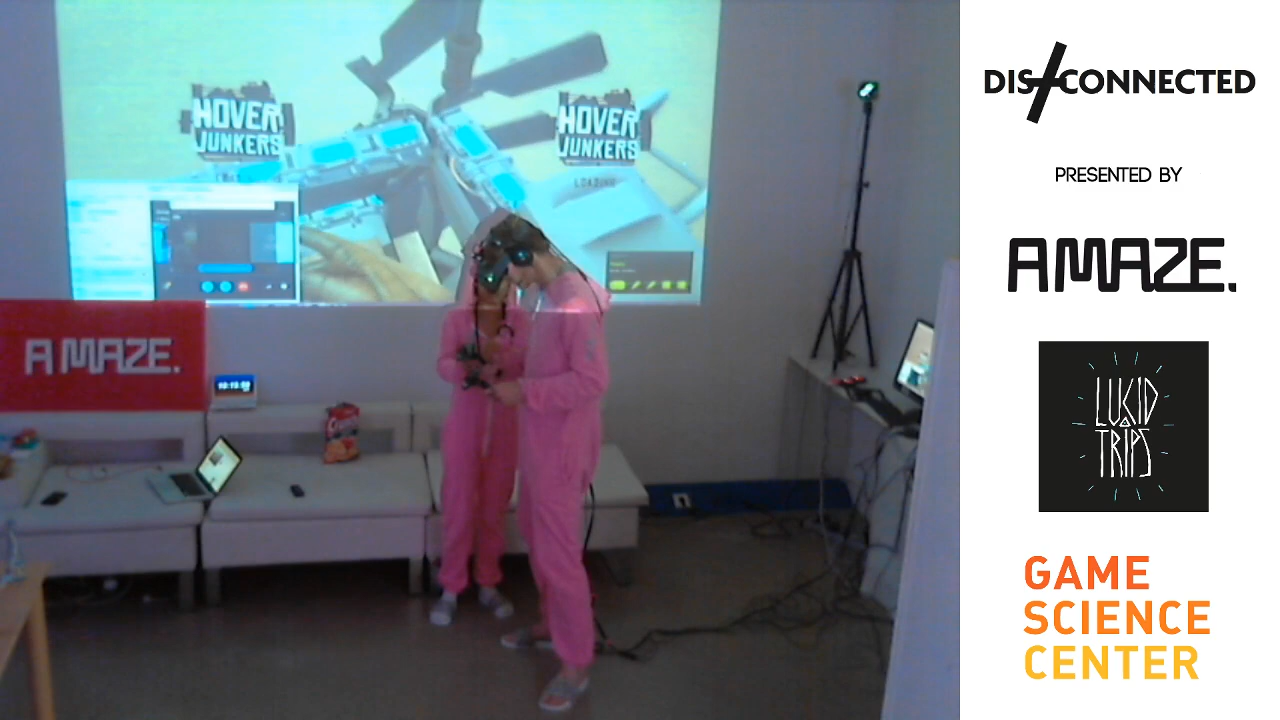 HOVER
JUNKERS
HOVER
JUNKERS
LOADING
A MAZE.
DIS/CONNECTED
PRESENTED BY
A MAZE.
LUCID
TRIPS
GAME
SCIENCE
CENTER